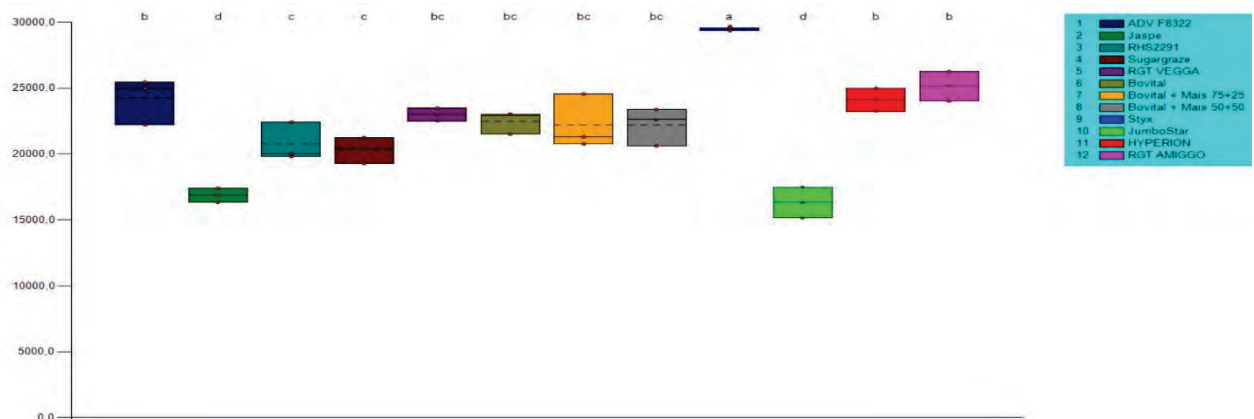 b d c c bc bc bc bc a d b b
30000,0
25000,0
20000,0
15000,0
10000,0
5000,0
0,0
1 ADV F8322
2 Jaspe
3 RHS2291
4 Sugargraze
5 RGT VEGGA
6 Bovital
7 Bovital + Mais 75+25
8 Bovital + Mais 50+50
9 Styx
10 JumboStar
11 HYPERION
12 RGT AMIGGO